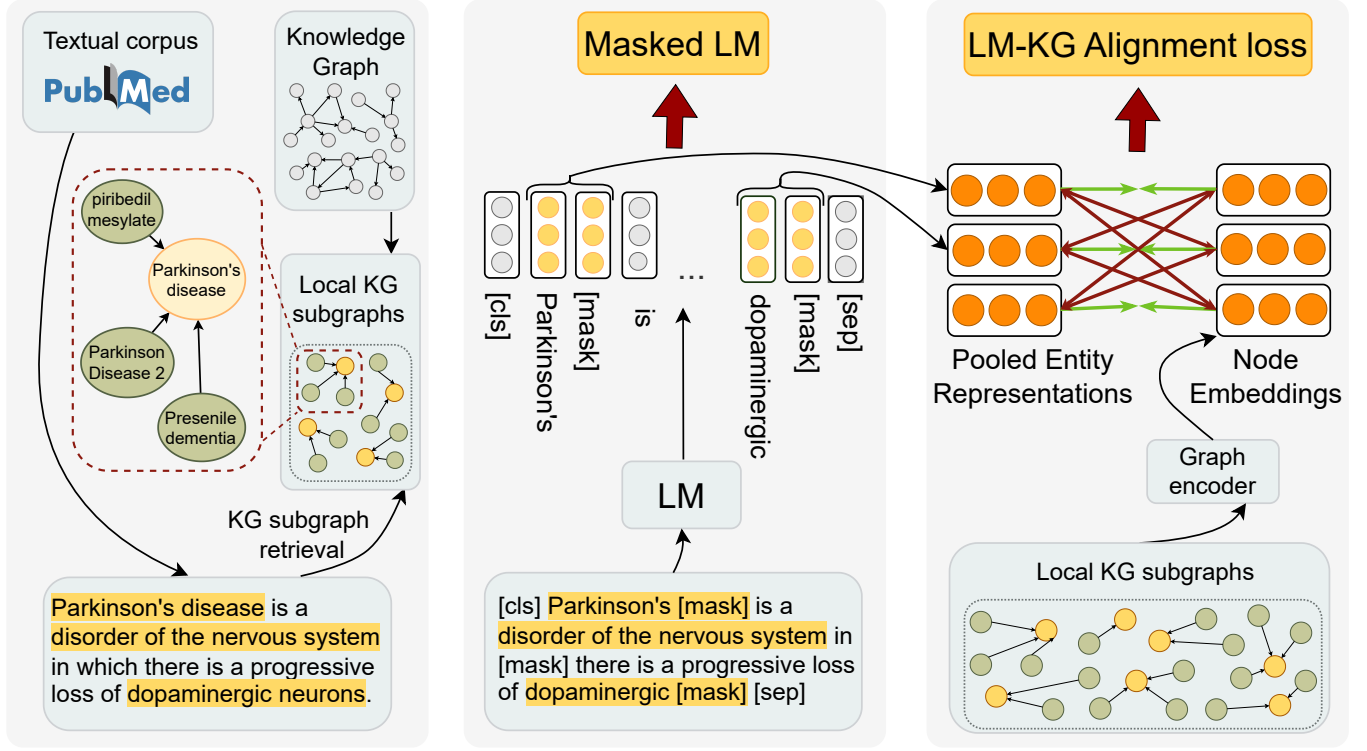 Textual corpus
PubMed
Knowledge
Graph
piribedil
mesylate
Parkinson's
disease
Parkinson
Disease 2
Presenile
dementia
Local KG
subgraphs
KG subgraph
retrieval
Parkinson's disease is a
disorder of the nervous system
in which there is a progressive
loss of dopaminergic neurons.
Masked LM
[cls]
Parkinson's
[mask]
is
...
dopaminergic
[mask]
[sep]
LM
[cls] Parkinson's [mask] is a
disorder of the nervous system in
[mask] there is a progressive loss
of dopaminergic [mask] [sep]
LM-KG Alignment loss
Pooled Entity
Representations
Node
Embeddings
Graph
encoder
Local KG subgraphs